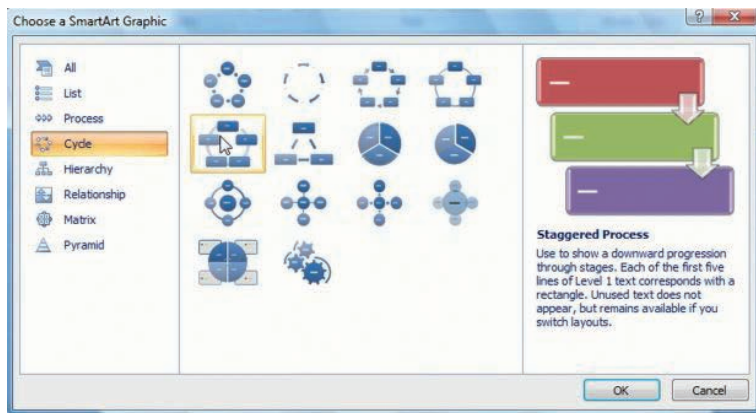 Choose a SmartArt Graphic
All
List
Process
Cycle
Hierarchy
Relationship
Matrix
Pyramid
Staggered Process
Use to show a downward progression
through stages. Each of the first five
lines of Level 1 text corresponds with a
rectangle. Unused text does not
appear, but remains available if you
switch layouts.
OK
Cancel